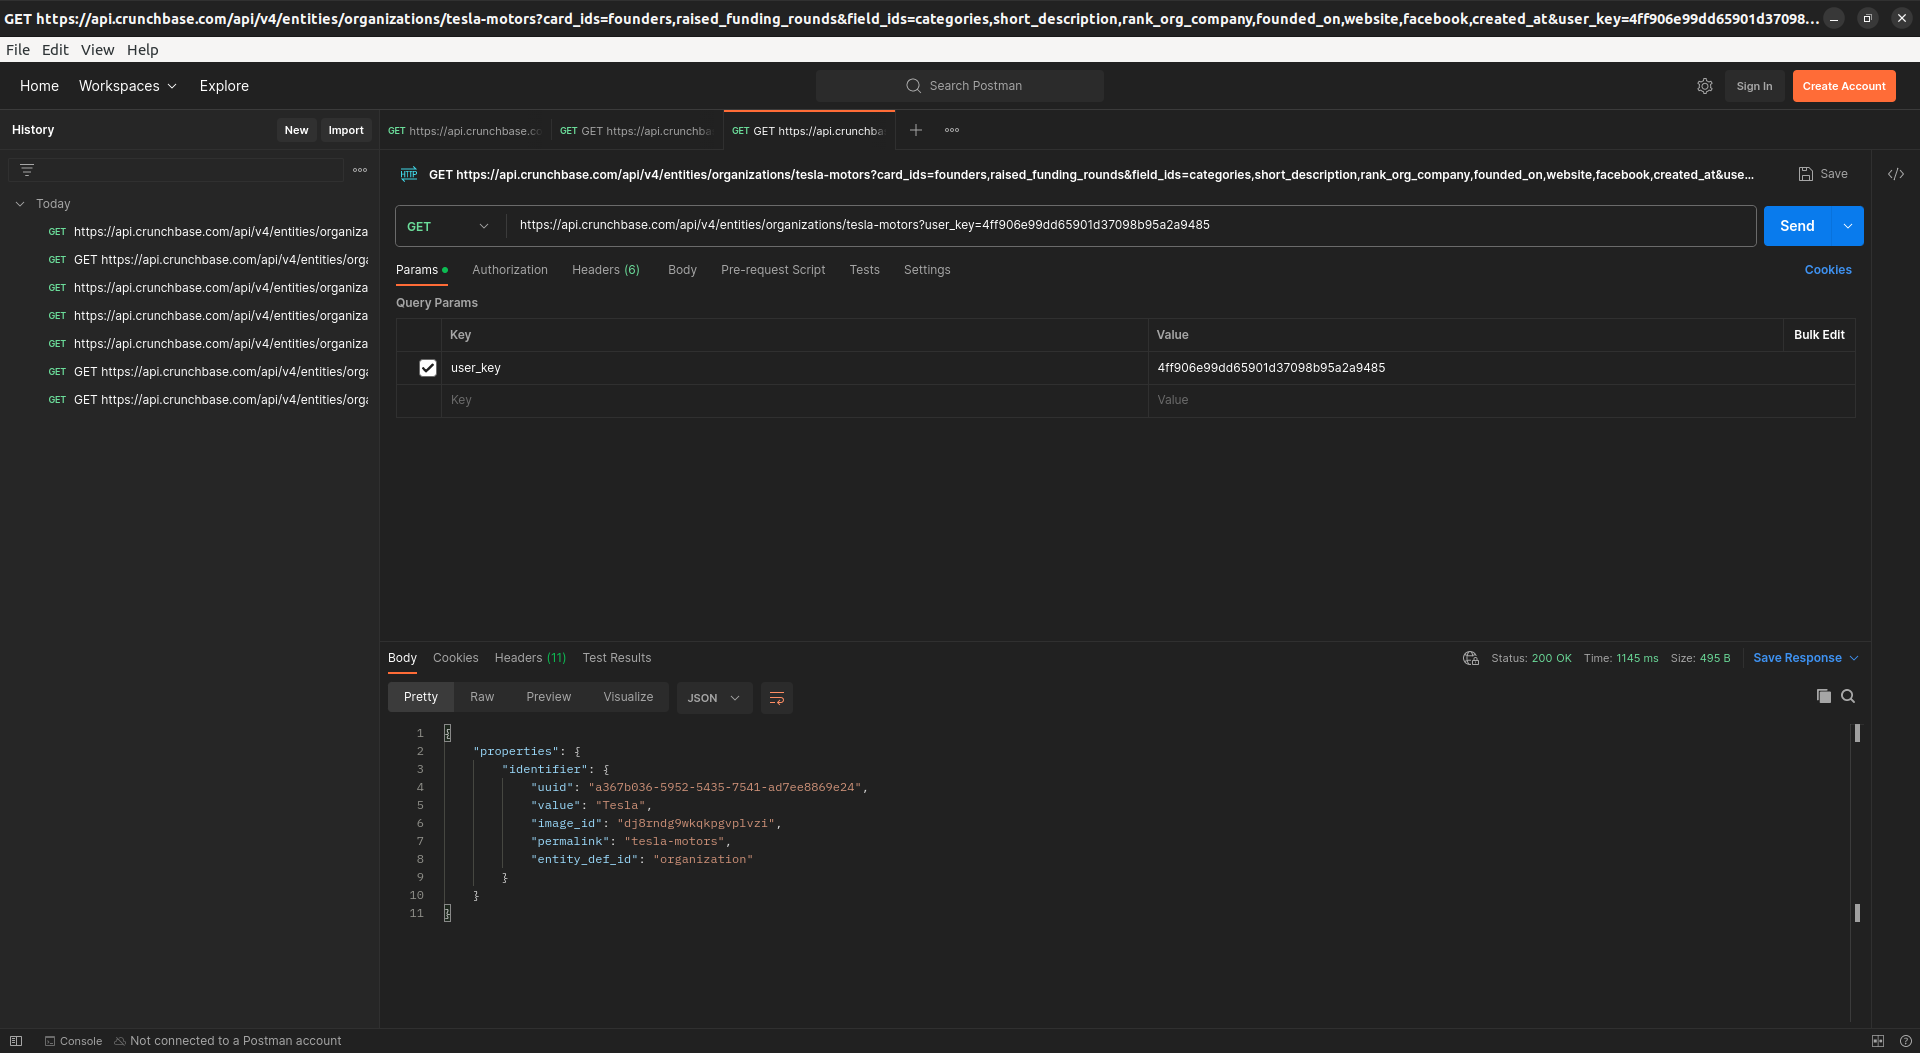 GET https://api.crunchbase.com/api/v4/entities/organizations/tesla-motors?card_ids=founders,raised_funding_rounds&field_ids=categories,short_description,rank_org_company,founded_on,website,facebook,created_at&user_key=4ff906e99dd65901d37098...
File Edit View Help
Home Workspaces Explore Search Postman Sign In Create Account
History New Import
GET https://api.crunchbase.co GET GET https://api.crunchba GET GET https://api.crunchba
GET https://api.crunchbase.com/api/v4/entities/organizations/tesla-motors?card_ids=founders,raised_funding_rounds&field_ids=categories,short_description,rank_org_company,founded_on,website,facebook,created_at&use... Save
Today
GET https://api.crunchbase.com/api/v4/entities/organiza
GET GET https://api.crunchbase.com/api/v4/entities/orga
GET https://api.crunchbase.com/api/v4/entities/organiza
GET https://api.crunchbase.com/api/v4/entities/organiza
GET https://api.crunchbase.com/api/v4/entities/organiza
GET GET https://api.crunchbase.com/api/v4/entities/orga
GET GET https://api.crunchbase.com/api/v4/entities/orga
GET https://api.crunchbase.com/api/v4/entities/organizations/tesla-motors?user_key=4ff906e99dd65901d37098b95a2a9485 Send
Params Authorization Headers (6) Body Pre-request Script Tests Settings Cookies
Query Params
Key Value Bulk Edit
user_key 4ff906e99dd65901d37098b95a2a9485
Key Value
Body Cookies Headers (11) Test Results Status: 200 OK Time: 1145 ms Size: 495 B Save Response
Pretty Raw Preview Visualize JSON
1 {
2 "properties": {
3 "identifier": {
4 "uuid": "a367b036-5952-5435-7541-ad7ee8869e24",
5 "value": "Tesla",
6 "image_id": "dj8rndg9wkqkpgvplvzi",
7 "permalink": "tesla-motors",
8 "entity_def_id": "organization"
9 }
10 }
11 }
Console Not connected to a Postman account